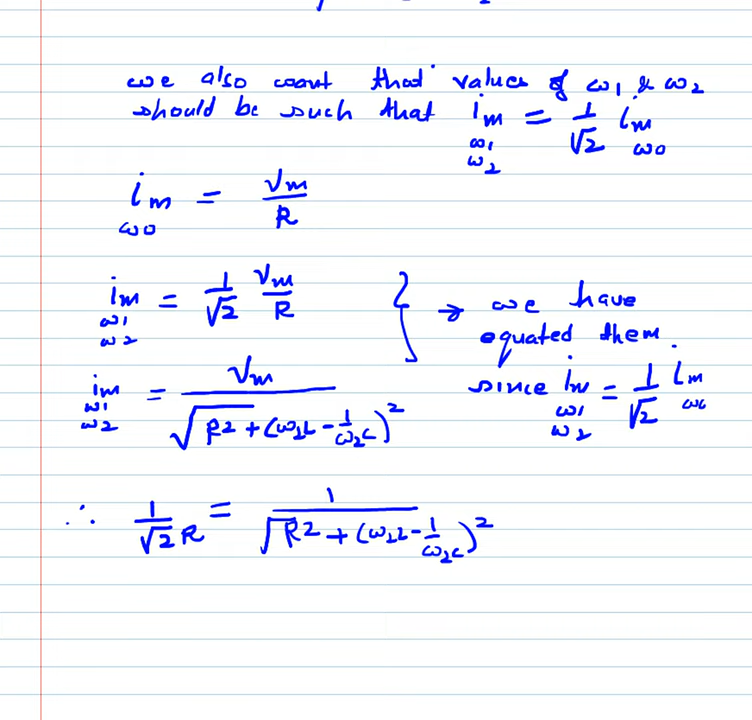 we also want that values of ω1 & ω2
should be such that im ω1 ω2 = 1/√2 im ω0
im ω0 = Vm/R
im ω1 ω2 = 1/√2 Vm/R } → we have
equated them.
im ω1 ω2 = Vm/√R2 + (ω2L - 1/ω2C)2 since im ω1 ω2 = 1/√2 im ω0
∴ 1/√2 R = 1/√R2 + (ω2L - 1/ω2C)2